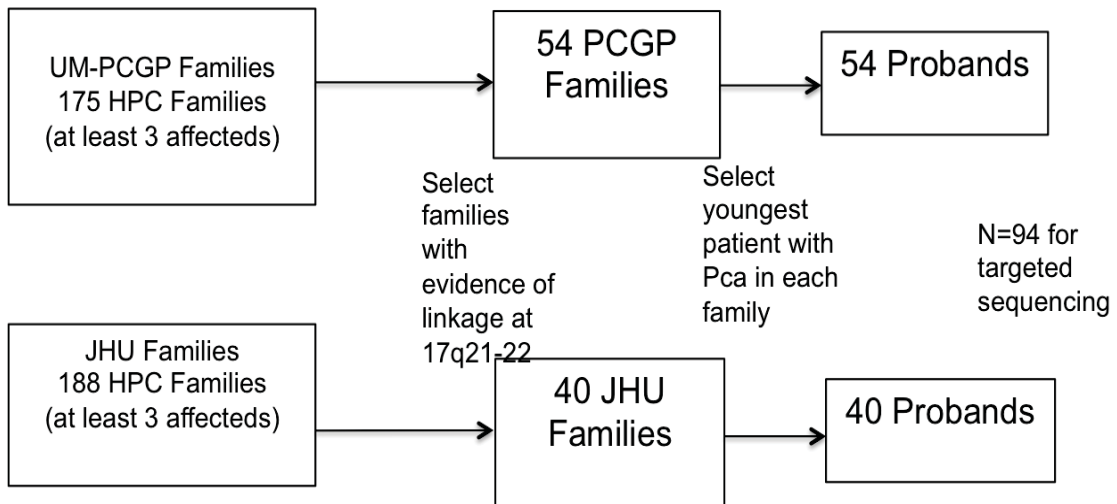 UM-PCGP Families
175 HPC Families
(at least 3 affecteds)
54 PCGP
Families
54 Probands
Select
families
with
evidence of
linkage at
17q21-22
Select
youngest
patient with
Pca in each
family
N=94 for
targeted
sequencing
JHU Families
188 HPC Families
(at least 3 affecteds)
40 JHU
Families
40 Probands